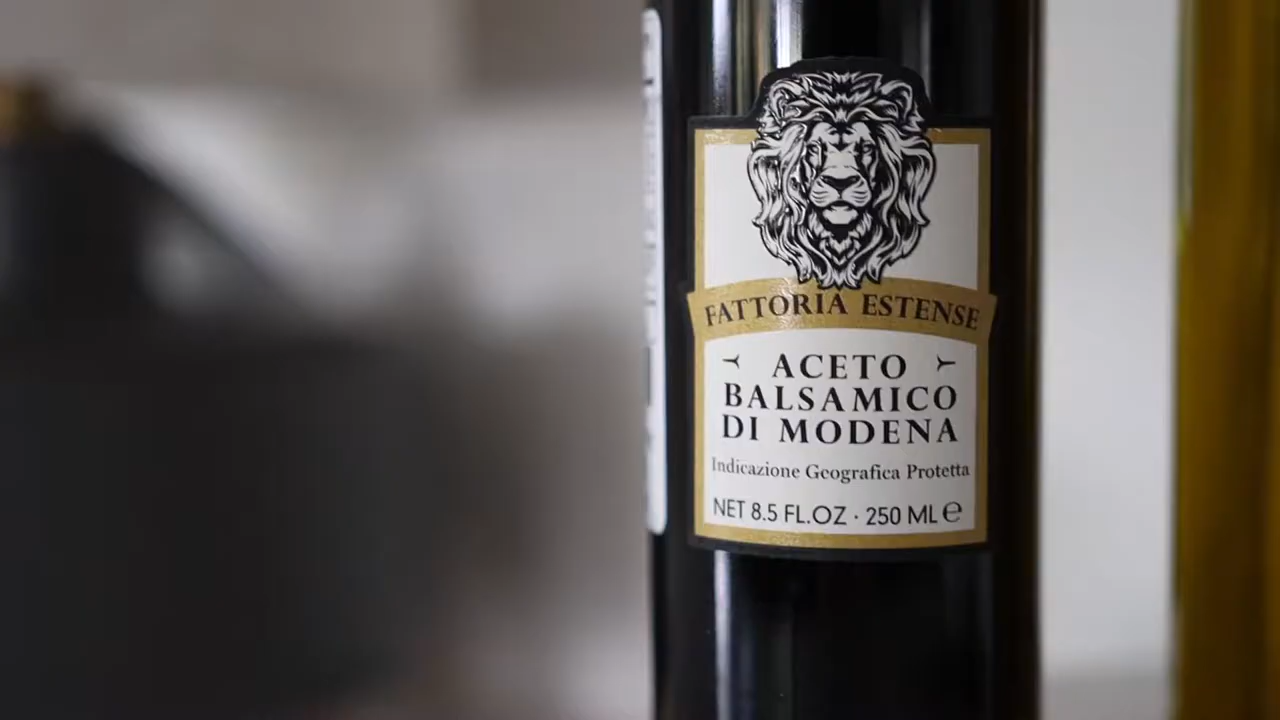 FATTORIA ESTENSE
ACETO
BALSAMICO
DI MODENA
Indicazione Geografica Protetta
NET 8.5 FL.OZ · 250 ML ℮